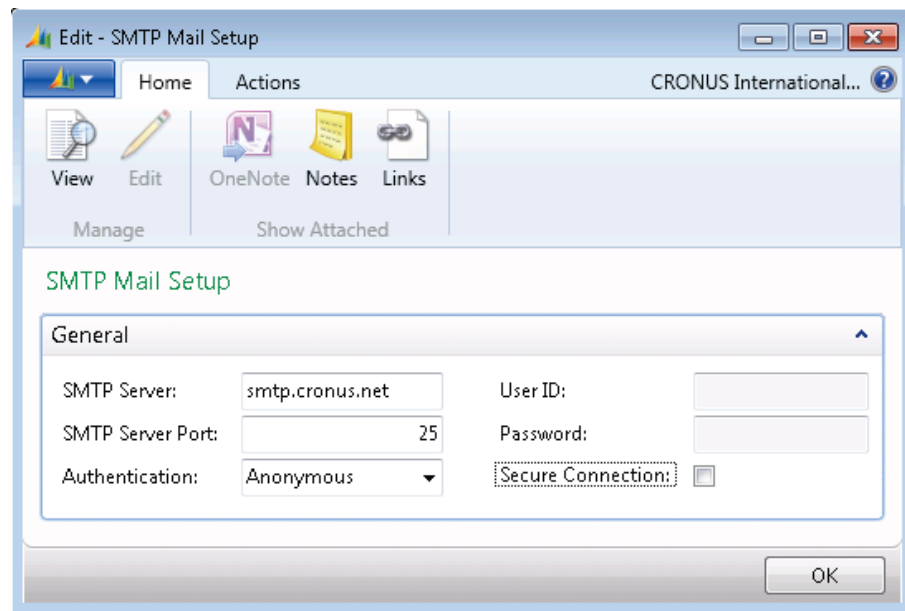 Edit - SMTP Mail Setup
Home Actions CRONUS International...
View Edit OneNote Notes Links
Manage Show Attached
SMTP Mail Setup
General
SMTP Server: smtp.cronus.net User ID:
SMTP Server Port: 25 Password:
Authentication: Anonymous Secure Connection:
OK